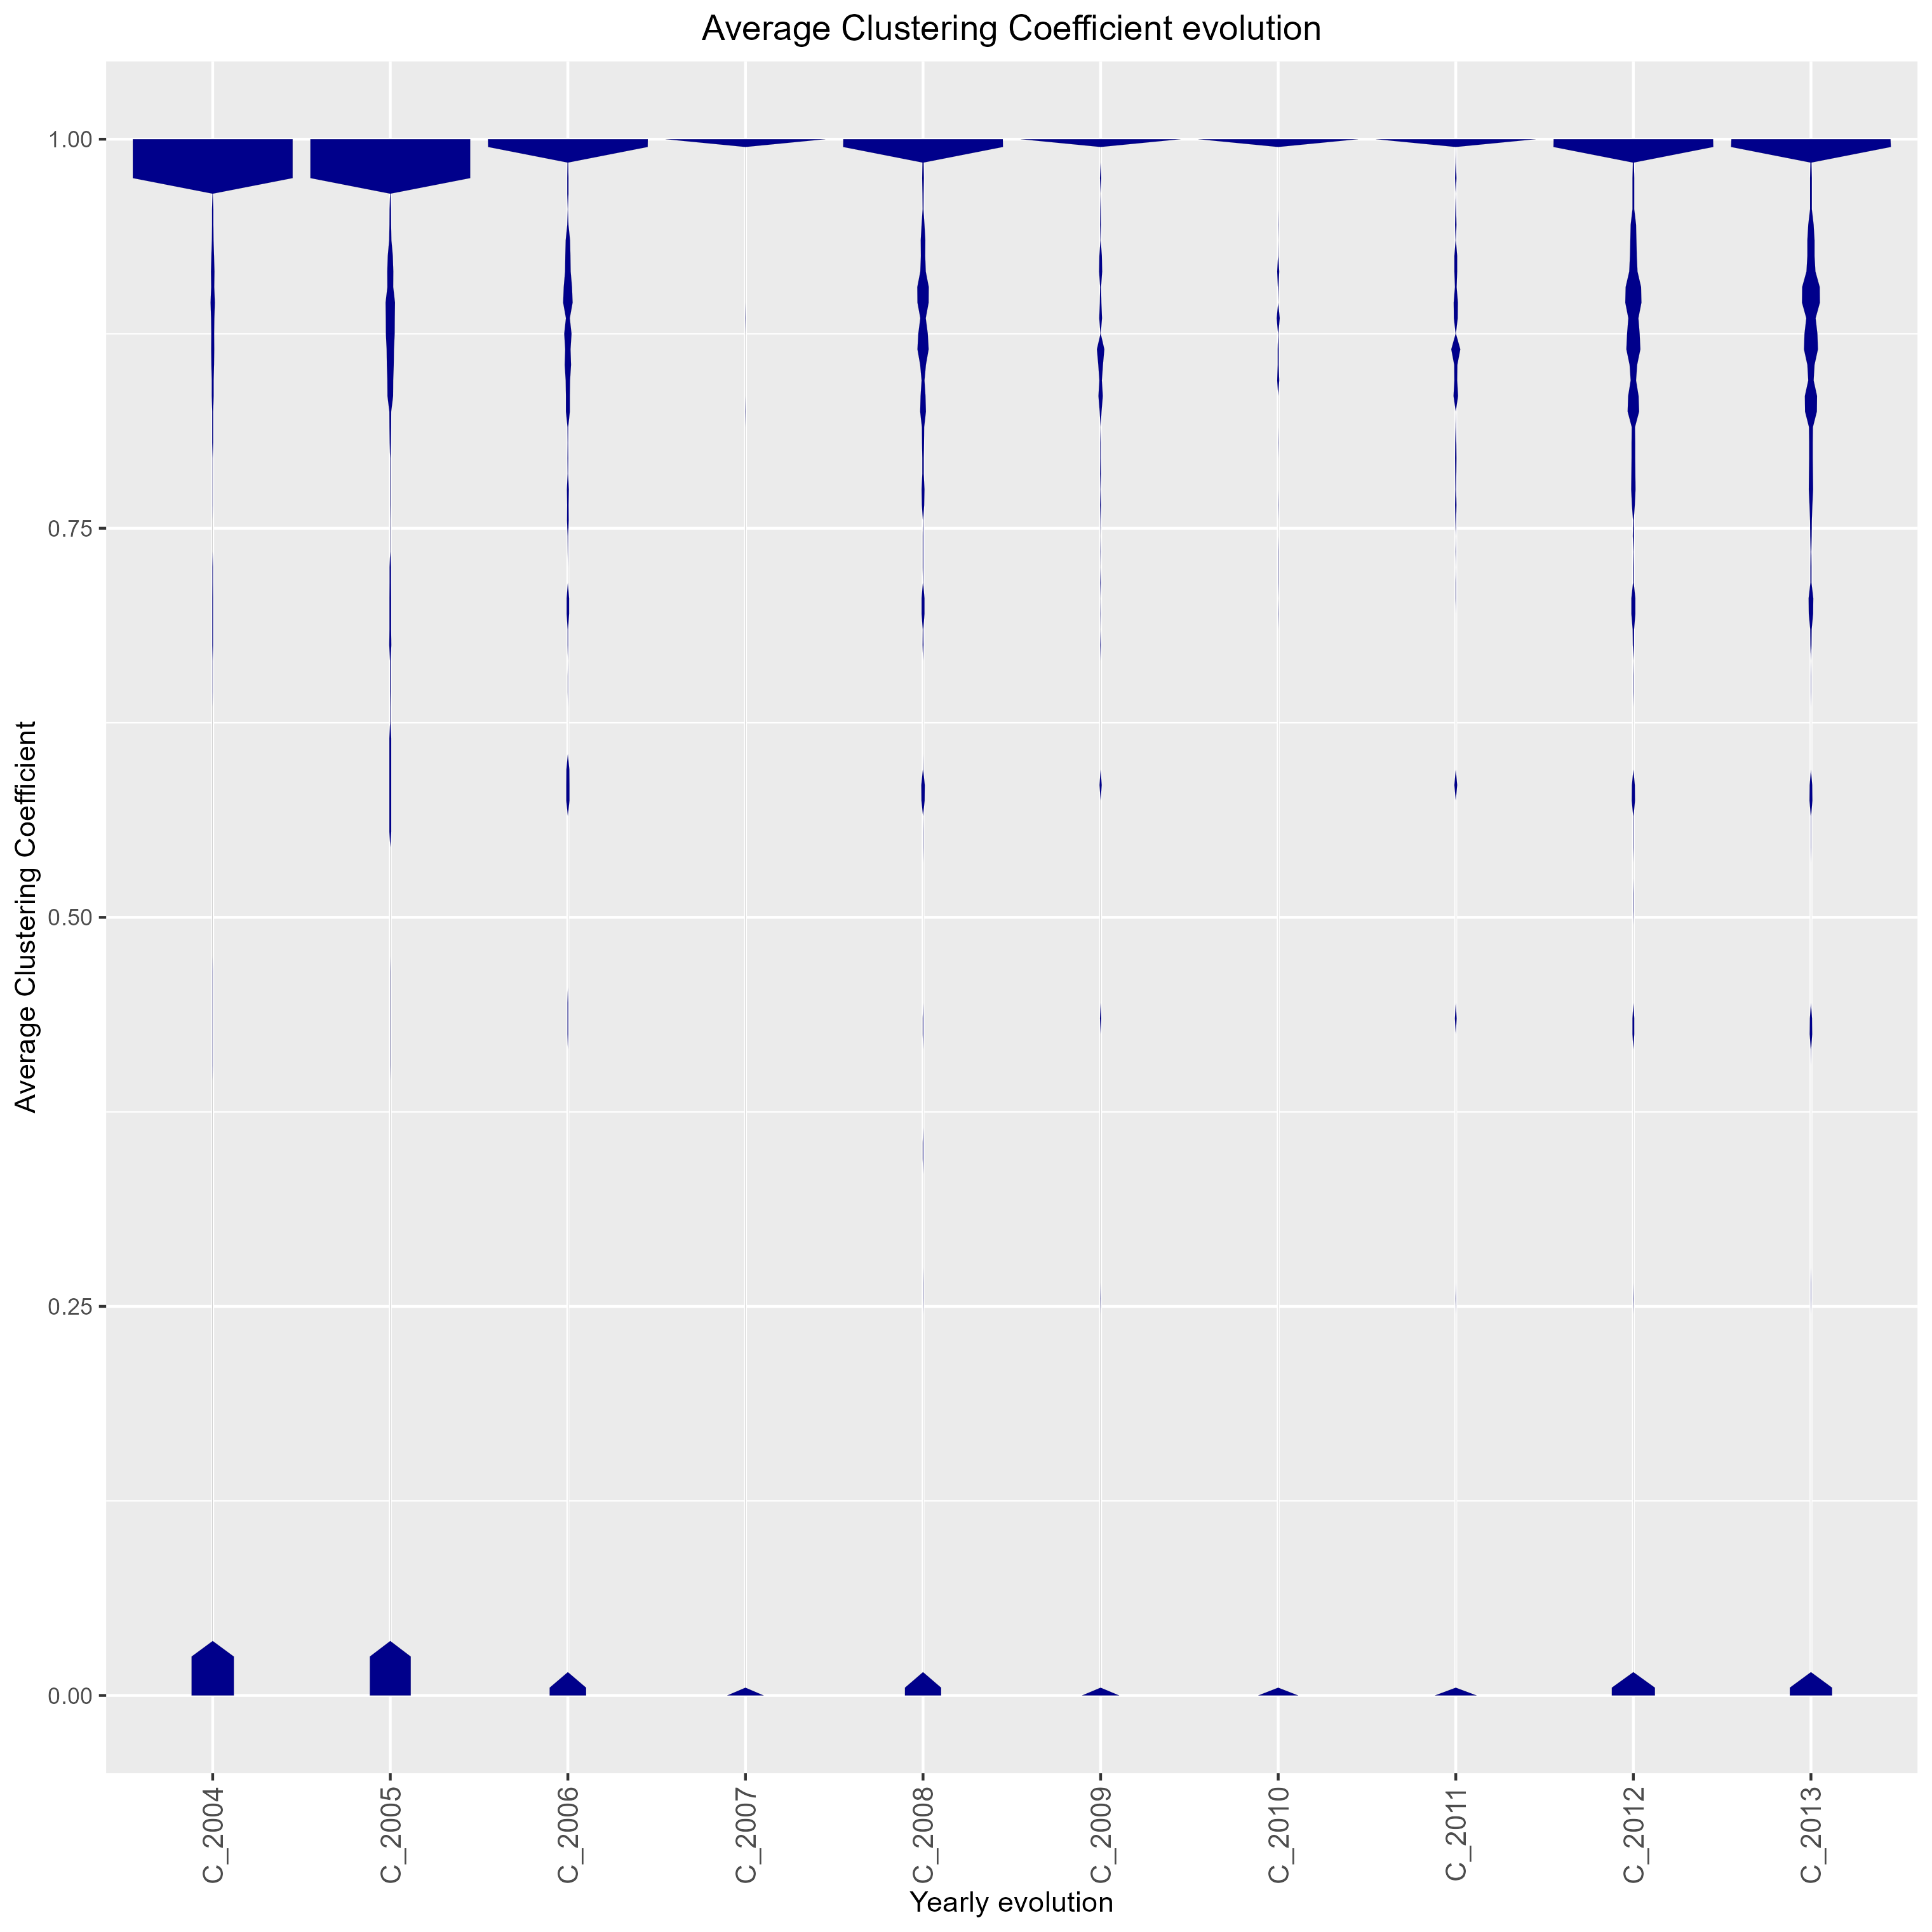 Average Clustering Coefficient evolution
Average Clustering Coefficient
1.00
0.75
0.50
0.25
0.00
C_2004
C_2005
C_2006
C_2007
C_2008
C_2009
C_2010
C_2011
C_2012
C_2013
Yearly evolution